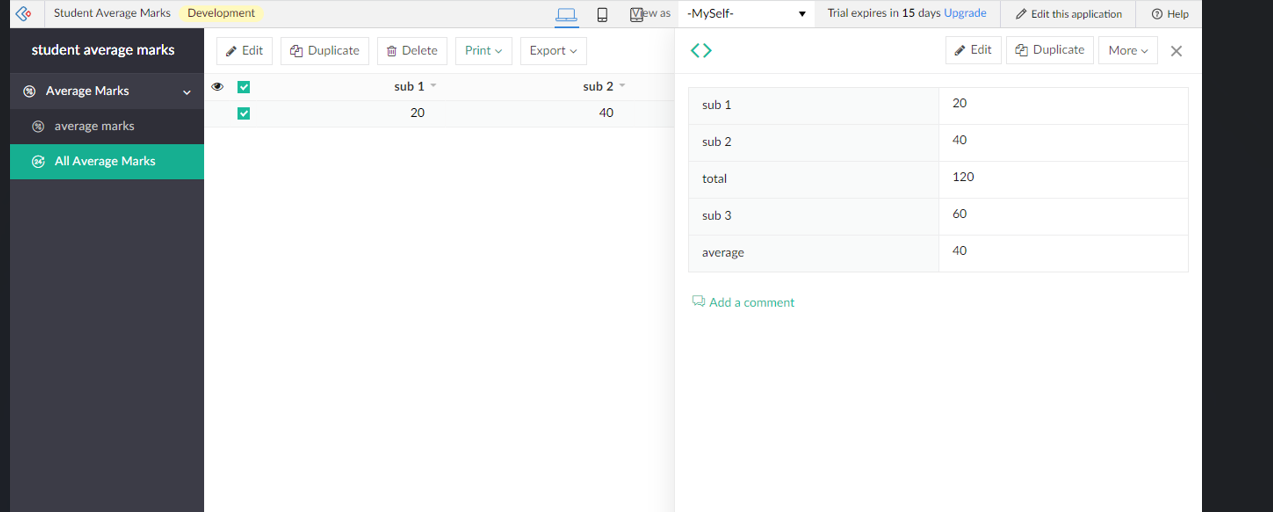 Student Average Marks Development View as -MySelf- Trial expires in 15 days Upgrade Edit this application Help
student average marks
Average Marks
average marks
All Average Marks
Edit Duplicate Delete Print Export
sub 1 sub 2
20 40
Edit Duplicate More
sub 1 20
sub 2 40
total 120
sub 3 60
average 40
Add a comment